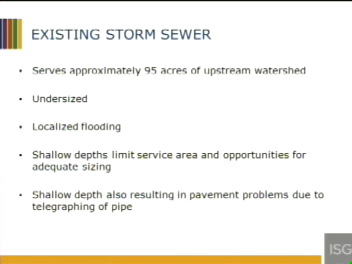 EXISTING STORM SEWER
• Serves approximately 95 acres of upstream watershed
• Undersized
• Localized flooding
• Shallow depths limit service area and opportunities for
adequate sizing
• Shallow depth also resulting in pavement problems due to
telegraphing of pipe
ISG